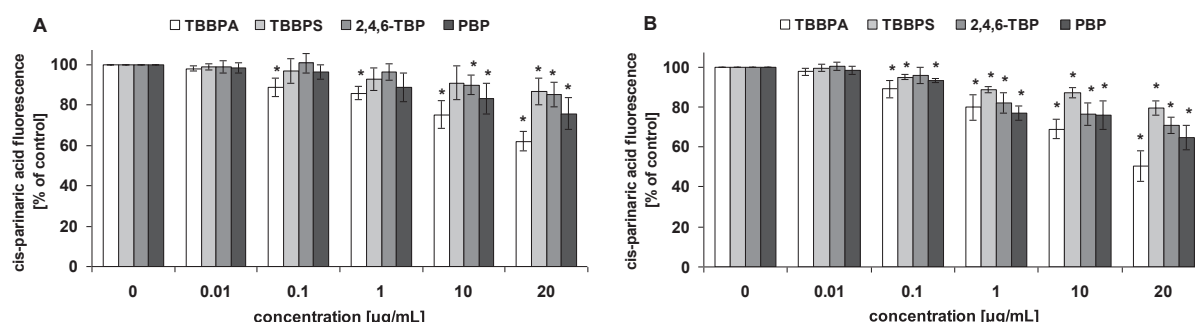 A
TBBPA TBBPS 2,4,6-TBP PBP
cis-parinaric acid fluorescence
[% of control]
100
80
60
40
20
0
* * * * * * * *
0 0.01 0.1 1 10 20
concentration [µg/mL]
B
TBBPA TBBPS 2,4,6-TBP PBP
cis-parinaric acid fluorescence
[% of control]
100
80
60
40
20
0
* * * * * * * * * * * * * * *
0 0.01 0.1 1 10 20
concentration [µg/mL]